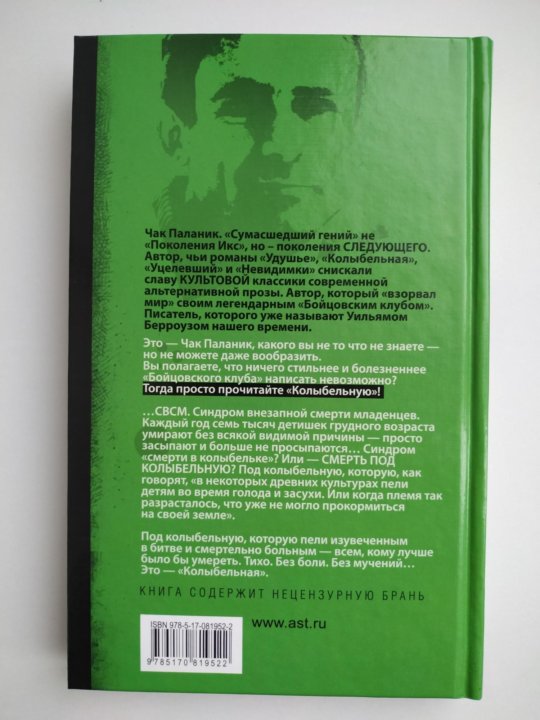 Чак Паланик. «Сумасшедший гений» не
«Поколения Икс», но – поколения СЛЕДУЮЩЕГО.
Автор, чьи романы «Удушье», «Колыбельная»,
«Уцелевший» и «Невидимки» снискали
славу КУЛЬТОВОЙ классики современной
альтернативной прозы. Автор, который «взорвал
мир» своим легендарным «Бойцовским клубом».
Писатель, которого уже называют Уильямом
Берроузом нашего времени.
Это — Чак Паланик, какого вы не то что не знаете —
но не можете даже вообразить.
Вы полагаете, что ничего стильнее и болезненнее
«Бойцовского клуба» написать невозможно?
Тогда просто прочитайте «Колыбельную»!
…СВСМ. Синдром внезапной смерти младенцев.
Каждый год семь тысяч детишек грудного возраста
умирают без всякой видимой причины — просто
засыпают и больше не просыпаются… Синдром
«смерти в колыбельке»? Или — СМЕРТЬ ПОД
КОЛЫБЕЛЬНУЮ? Под колыбельную, которую, как
говорят, «в некоторых древних культурах пели
детям во время голода и засухи. Или когда племя так
разрасталось, что уже не могло прокормиться
на своей земле».
Под колыбельную, которую пели изувеченным
в битве и смертельно больным — всем, кому лучше
было бы умереть. Тихо. Без боли. Без мучений…
Это — «Колыбельная».
КНИГА СОДЕРЖИТ НЕЦЕНЗУРНУЮ БРАНЬ
ISBN 978-5-17-081952-2
www.ast.ru
9785170819522